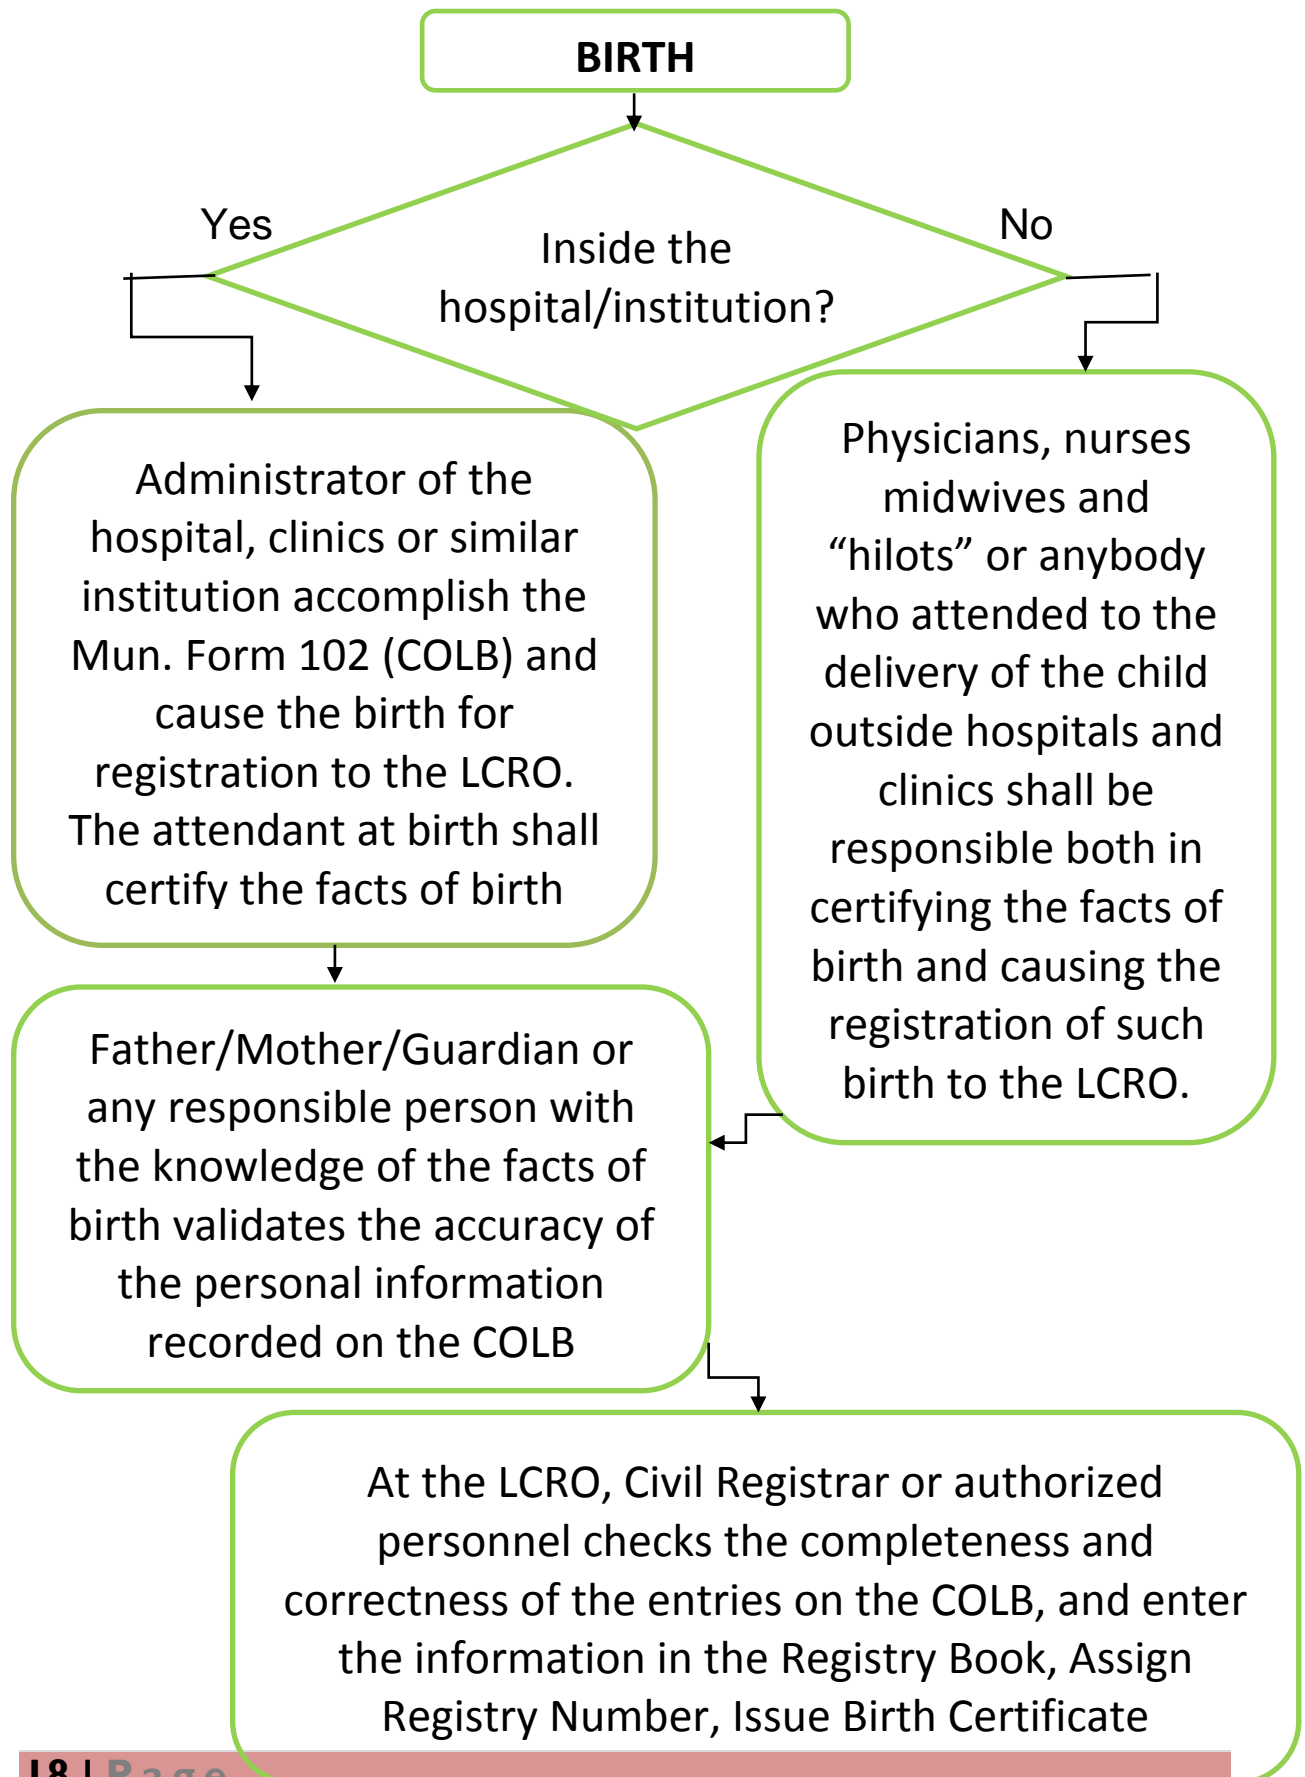 BIRTH
Yes
No
Inside the
hospital/institution?
Administrator of the
hospital, clinics or similar
institution accomplish the
Mun. Form 102 (COLB) and
cause the birth for
registration to the LCRO.
The attendant at birth shall
certify the facts of birth
Physicians, nurses
midwives and
“hilots” or anybody
who attended to the
delivery of the child
outside hospitals and
clinics shall be
responsible both in
certifying the facts of
birth and causing the
registration of such
birth to the LCRO.
Father/Mother/Guardian or
any responsible person with
the knowledge of the facts of
birth validates the accuracy of
the personal information
recorded on the COLB
At the LCRO, Civil Registrar or authorized
personnel checks the completeness and
correctness of the entries on the COLB, and enter
the information in the Registry Book, Assign
Registry Number, Issue Birth Certificate
| Page